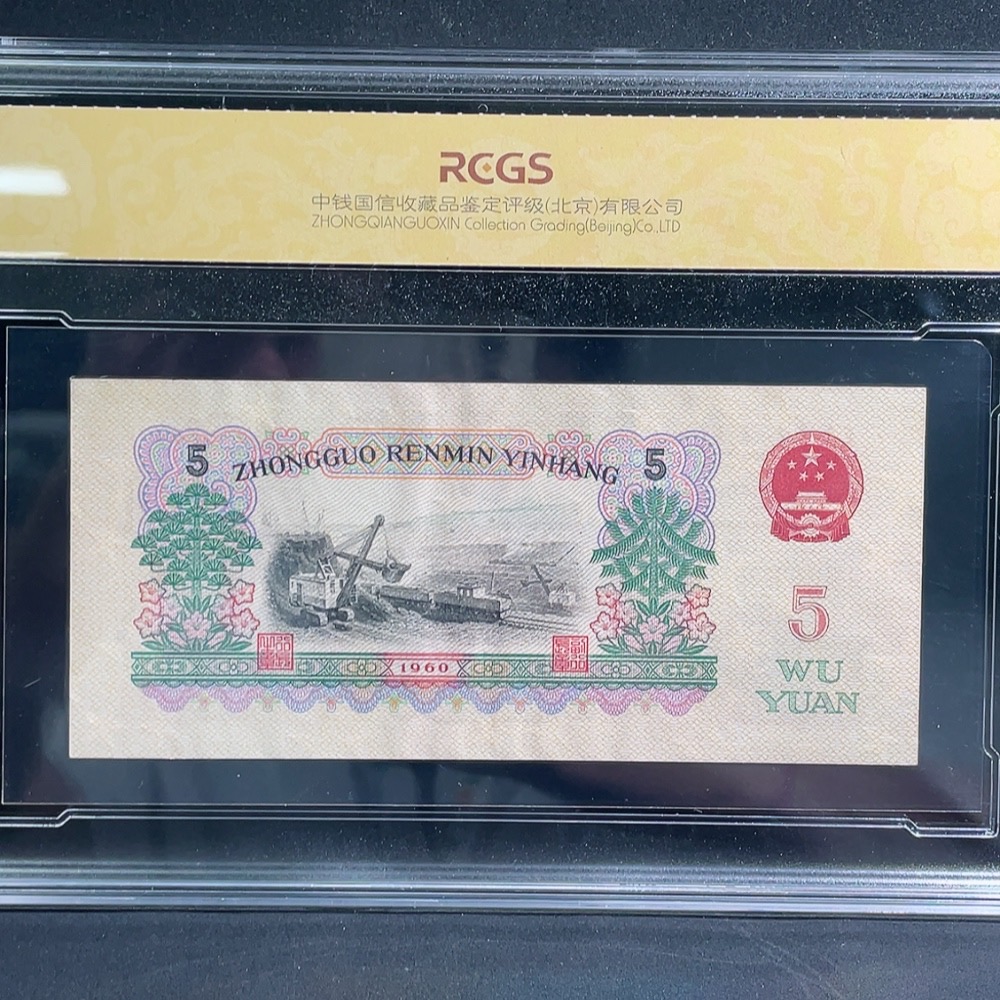 RCGS
中钱国信收藏品鉴定评级(北京)有限公司
ZHONGQIANGUOXIN Collection Grading(Beijing)Co.,LTD
5 ZHONGGUO RENMIN YINHANG 5
5
1960
WU
YUAN